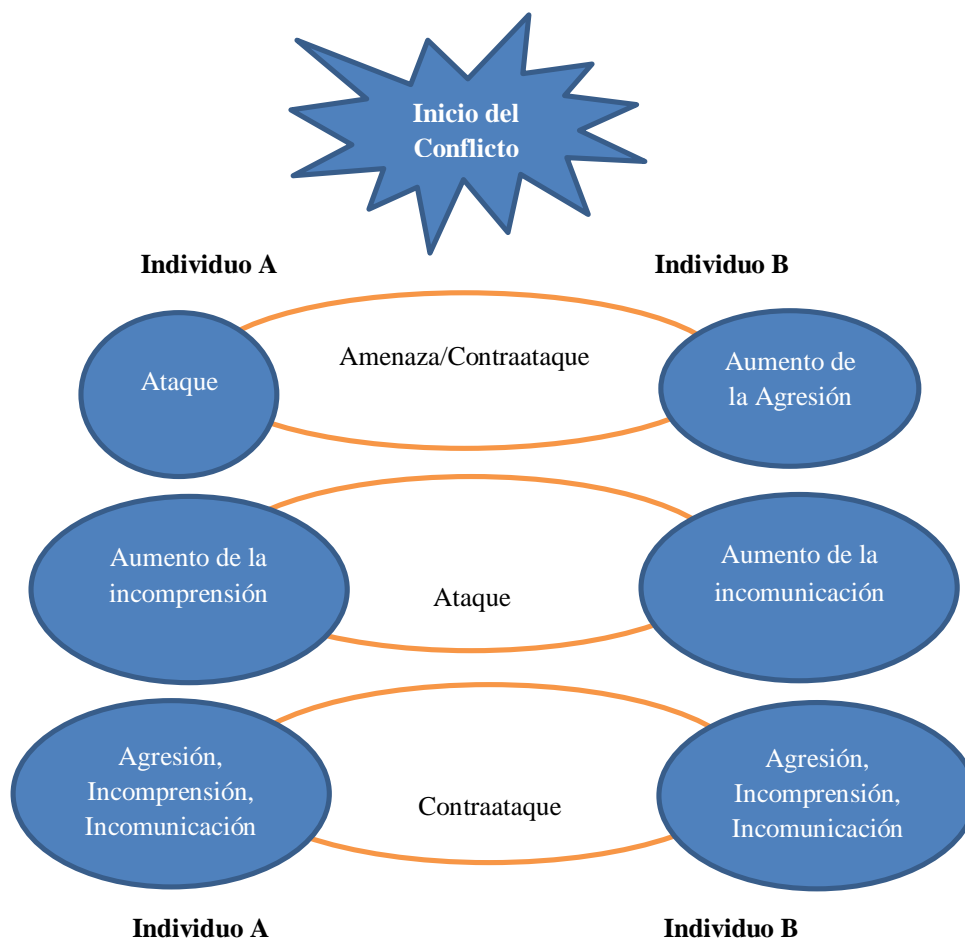 Inicio del
Conflicto
Individuo A
Individuo B
Ataque
Amenaza/Contraataque
Aumento de
la Agresión
Aumento de la
incomprensión
Ataque
Aumento de la
incomunicación
Agresión,
Incomprensión,
Incomunicación
Contraataque
Agresión,
Incomprensión,
Incomunicación
Individuo A
Individuo B